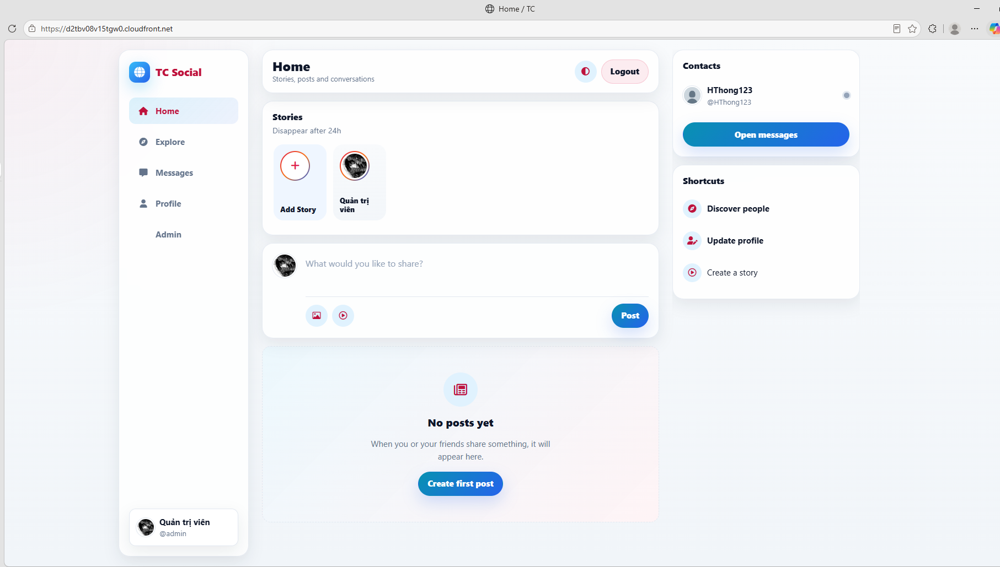 Home / TC
https://d2tbv08v15tgw0.cloudfront.net
TC Social
Home
Explore
Messages
Profile
Admin
Quản trị viên
@admin
Home
Stories, posts and conversations
Logout
Stories
Disappear after 24h
Add Story
Quản trị
viên
What would you like to share?
Post
No posts yet
When you or your friends share something, it will
appear here.
Create first post
Contacts
HThong123
@HThong123
Open messages
Shortcuts
Discover people
Update profile
Create a story